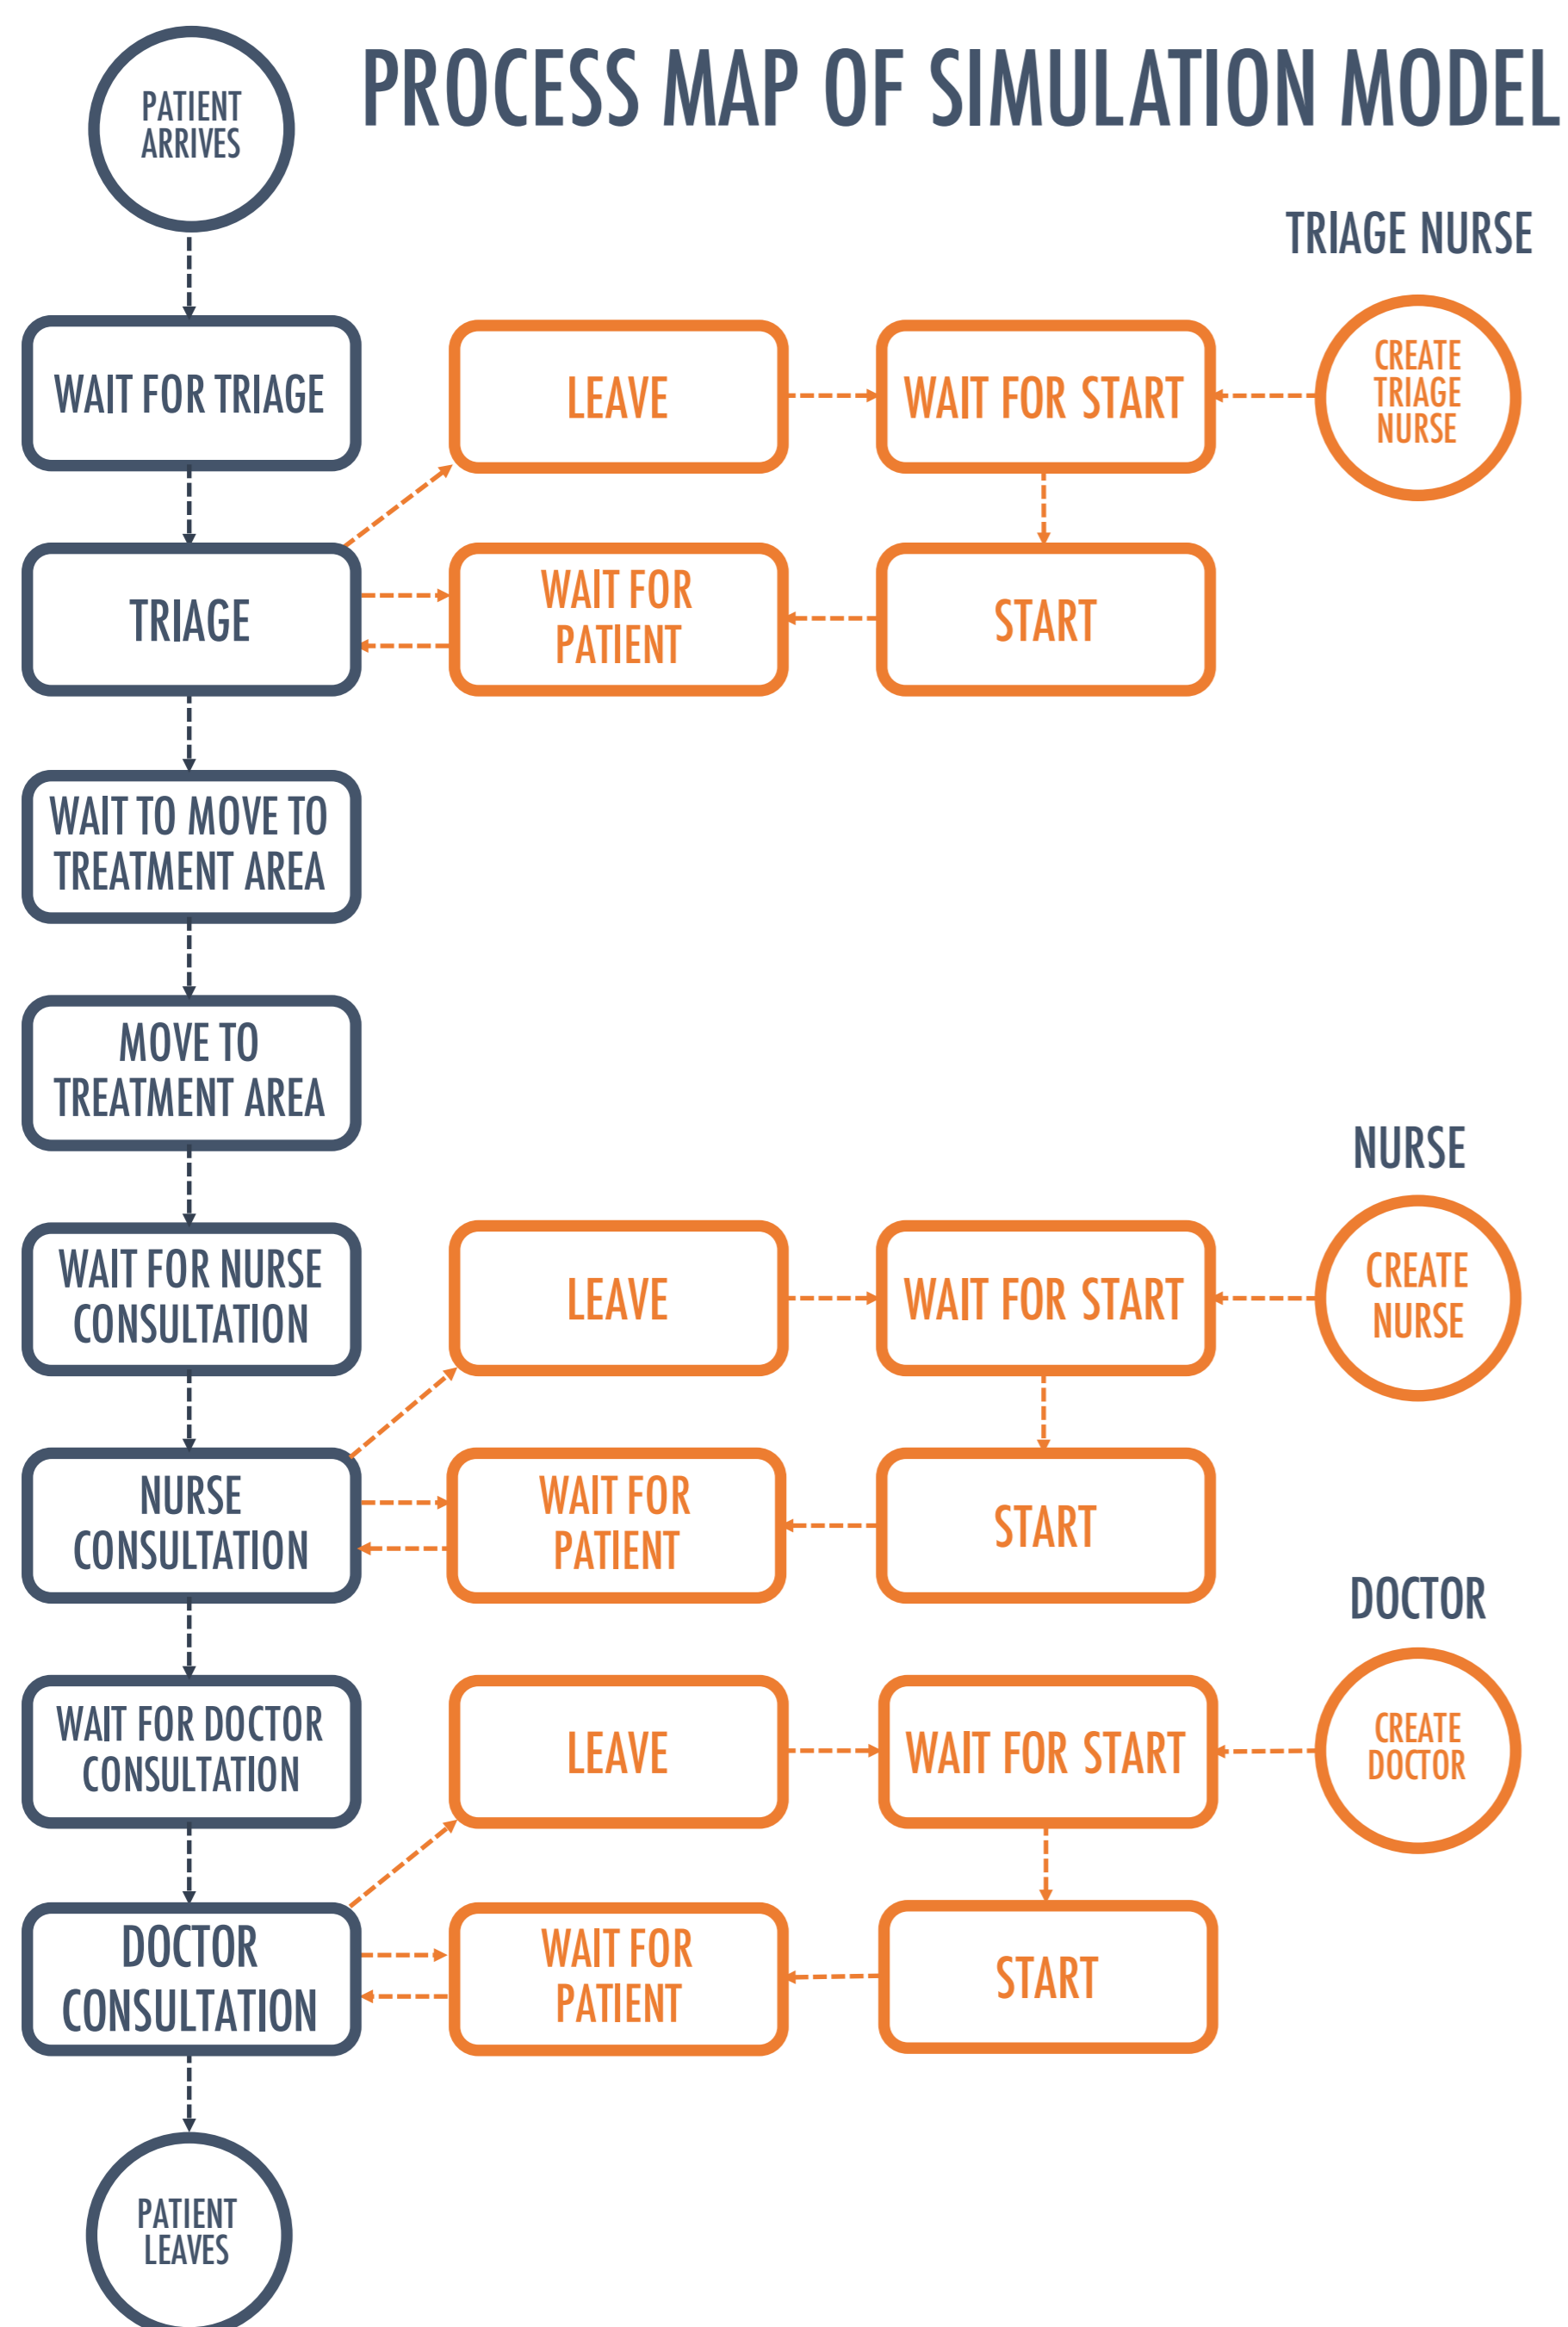 PROCESS MAP OF SIMULATION MODEL
PATIENT
ARRIVES
TRIAGE NURSE
WAIT FOR TRIAGE
LEAVE
WAIT FOR START
CREATE
TRIAGE
NURSE
TRIAGE
WAIT FOR
PATIENT
START
WAIT TO MOVE TO
TREATMENT AREA
MOVE TO
TREATMENT AREA
NURSE
WAIT FOR NURSE
CONSULTATION
LEAVE
WAIT FOR START
CREATE
NURSE
NURSE
CONSULTATION
WAIT FOR
PATIENT
START
DOCTOR
WAIT FOR DOCTOR
CONSULTATION
LEAVE
WAIT FOR START
CREATE
DOCTOR
DOCTOR
CONSULTATION
WAIT FOR
PATIENT
START
PATIENT
LEAVES